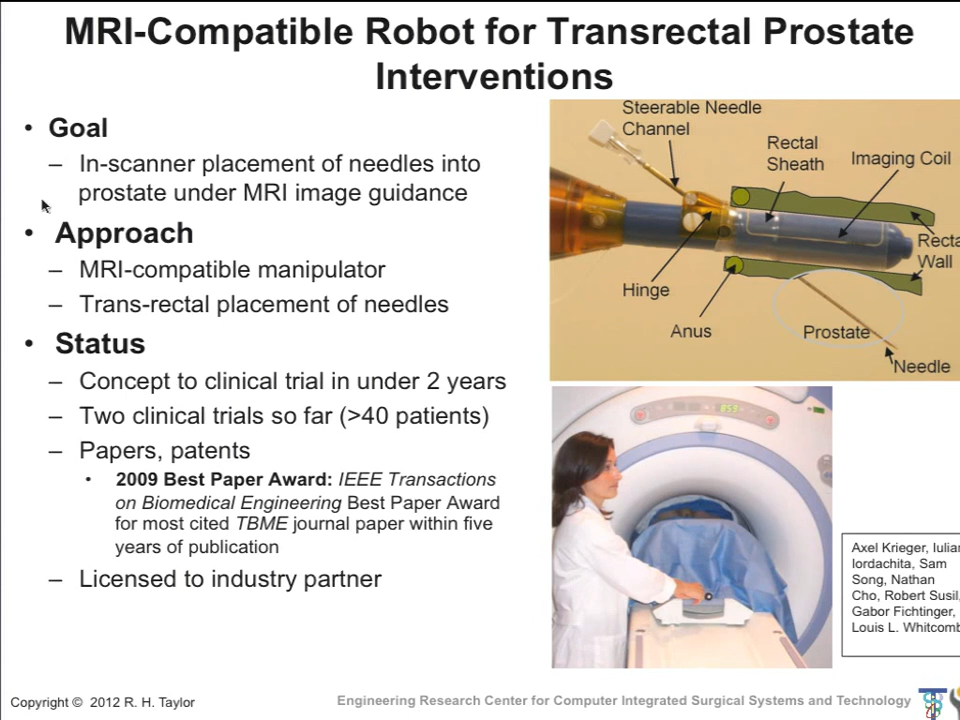 MRI-Compatible Robot for Transrectal Prostate
Interventions
• Goal
– In-scanner placement of needles into
prostate under MRI image guidance
• Approach
– MRI-compatible manipulator
– Trans-rectal placement of needles
• Status
– Concept to clinical trial in under 2 years
– Two clinical trials so far (>40 patients)
– Papers, patents
• 2009 Best Paper Award: IEEE Transactions
on Biomedical Engineering Best Paper Award
for most cited TBME journal paper within five
years of publication
– Licensed to industry partner
Steerable Needle
Channel
Rectal
Sheath
Imaging Coil
Recta
Wall
Hinge
Anus
Prostate
Needle
859
Axel Krieger, Iulian
Iordachita, Sam
Song, Nathan
Cho, Robert Susil,
Gabor Fichtinger,
Louis L. Whitcomb
Copyright © 2012 R. H. Taylor
Engineering Research Center for Computer Integrated Surgical Systems and Technology